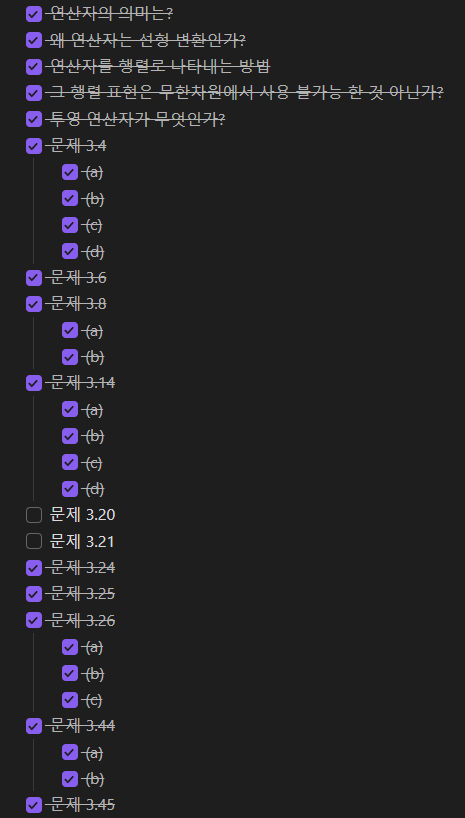 연산자의 의미는?
왜 연산자는 선형 변환인가?
연산자를 행렬로 나타내는 방법
그 행렬 표현은 무한차원에서 사용 불가능 한 것 아닌가?
투영 연산자가 무엇인가?
문제 3.4
(a)
(b)
(c)
(d)
문제 3.6
문제 3.8
(a)
(b)
문제 3.14
(a)
(b)
(c)
(d)
문제 3.20
문제 3.21
문제 3.24
문제 3.25
문제 3.26
(a)
(b)
(c)
문제 3.44
(a)
(b)
문제 3.45